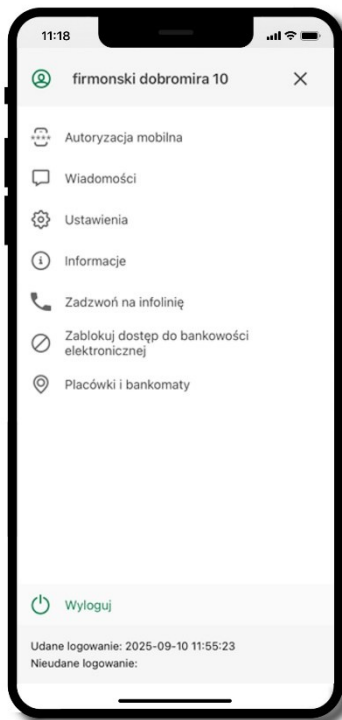 11:18
firmonski dobromira 10
Autoryzacja mobilna
Wiadomości
Ustawienia
Informacje
Zadzwoń na infolinię
Zablokuj dostęp do bankowości
elektronicznej
Placówki i bankomaty
Wyloguj
Udane logowanie: 2025-09-10 11:55:23
Nieudane logowanie: